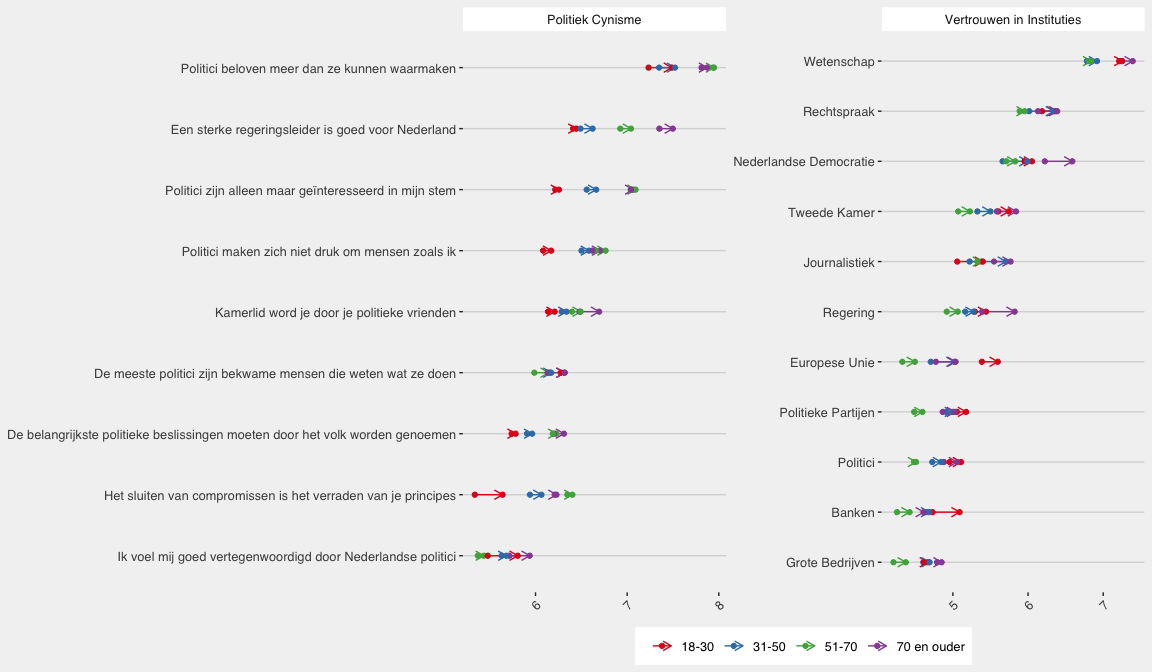 Politiek Cynisme
Politici beloven meer dan ze kunnen waarmaken
Een sterke regeringsleider is goed voor Nederland
Politici zijn alleen maar geïnteresseerd in mijn stem
Politici maken zich niet druk om mensen zoals ik
Kamerlid word je door je politieke vrienden
De meeste politici zijn bekwame mensen die weten wat ze doen
De belangrijkste politieke beslissingen moeten door het volk worden genoemen
Het sluiten van compromissen is het verraden van je principes
Ik voel mij goed vertegenwoordigd door Nederlandse politici
6 7 8
Vertrouwen in Instituties
Wetenschap
Rechtspraak
Nederlandse Democratie
Tweede Kamer
Journalistiek
Regering
Europese Unie
Politieke Partijen
Politici
Banken
Grote Bedrijven
5 6 7
18-30 31-50 51-70 70 en ouder